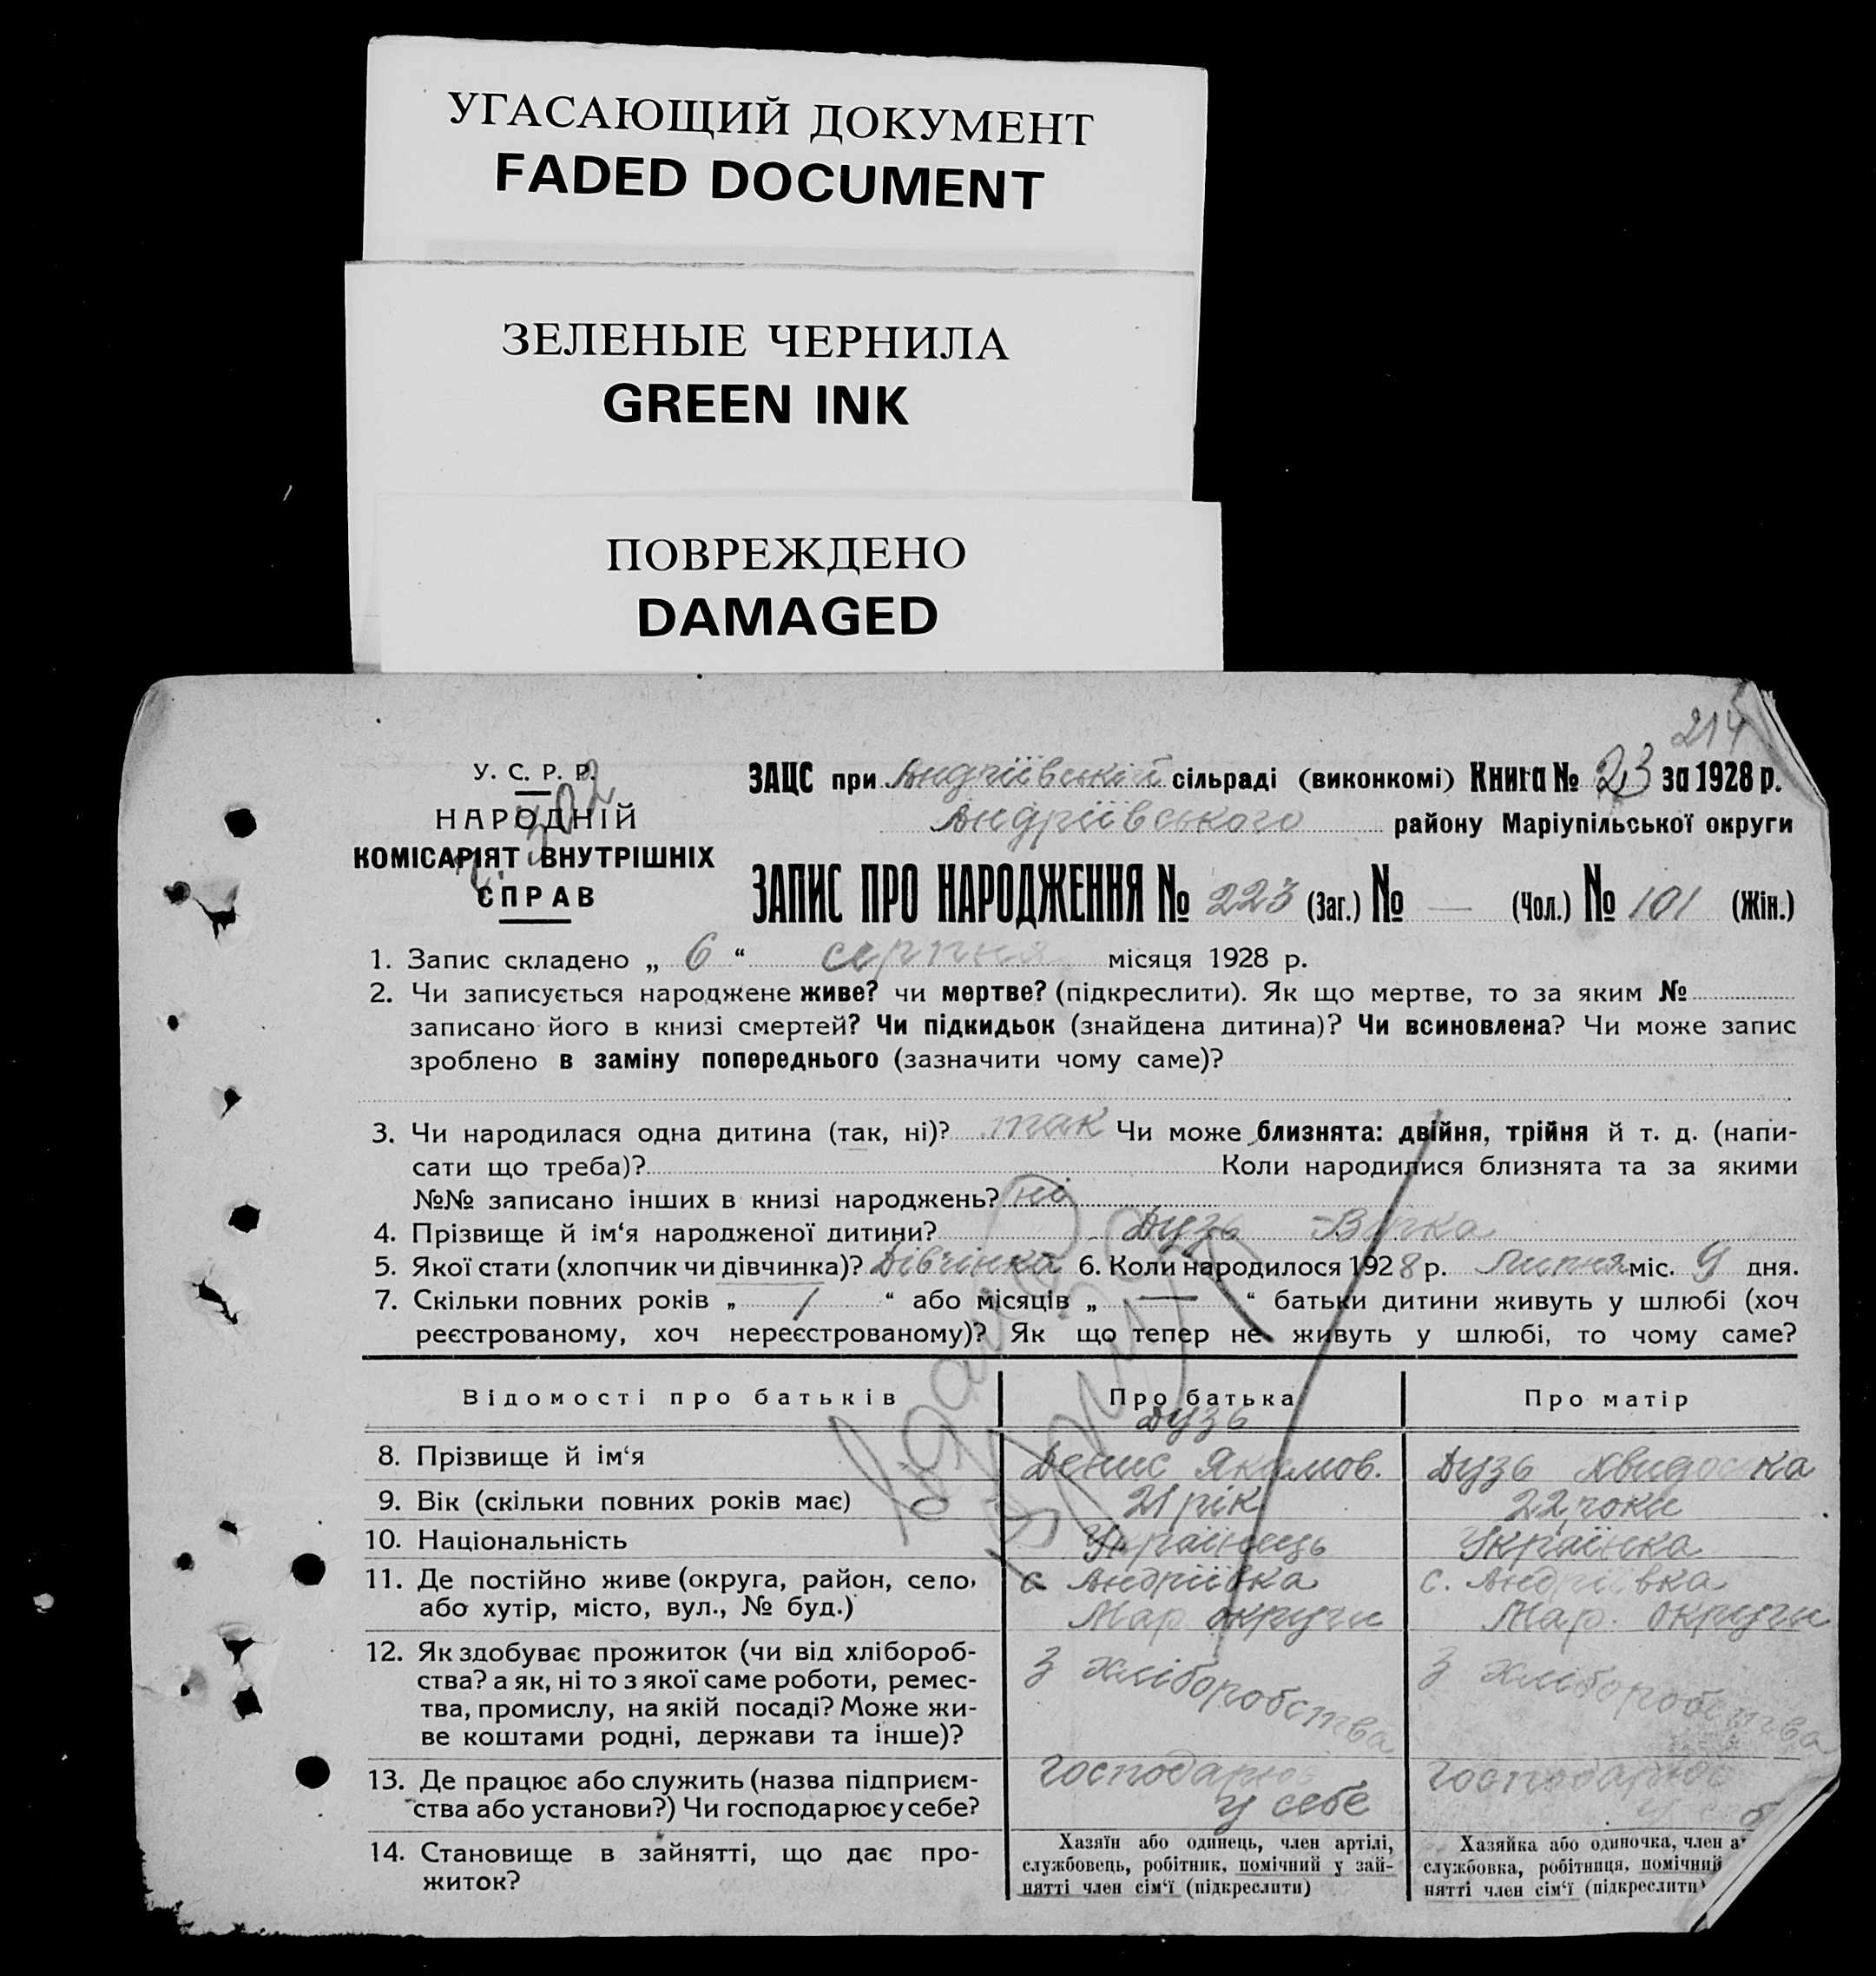 УГАСАЮЩИЙ ДОКУМЕНТ
FADED DOCUMENT
ЗЕЛЕНЫЕ ЧЕРНИЛА
GREEN INK
ПОВРЕЖДЕНО
DAMAGED
214
У. С. Р. Р.
НАРОДНІЙ
КОМІСАРІЯТ ВНУТРІШНІХ
СПРАВ
ЗАЦС при Андріївській сільраді (виконкомі) Книга № 23 за 1928 р.
Андріївського району Маріупільської округи
ЗАПИС ПРО НАРОДЖЕННЯ № 223 (Заг.) № — (Чол.) № 101 (Жін.)
1. Запис складено „ 6 “ серпня місяця 1928 р.
2. Чи записується народжене живе? чи мертве? (підкреслити). Як що мертве, то за яким №
записано його в книзі смертей? Чи підкидьок (знайдена дитина)? Чи всиновлена? Чи може запис
зроблено в заміну попереднього (зазначити чому саме)?
3. Чи народилася одна дитина (так, ні)? так Чи може близнята: двійня, трійня й т. д. (напи-
сати що треба)? Коли народилися близнята та за якими
№№ записано інших в книзі народжень? ні
4. Прізвище й ім‘я народженої дитини? Дузь Вірка
5. Якої стати (хлопчик чи дівчинка)? Дівчінка 6. Коли народилося 1928 р. Липня міс. 9 дня.
7. Скільки повних років „ 1 “ або місяців „ — “ батьки дитини живуть у шлюбі (хоч
реєстрованому, хоч нереєстрованому)? Як що тепер не живуть у шлюбі, то чому саме?
Відомості про батьків Про батька Про матір
8. Прізвище й ім‘я
Дузь
Денис Якимов.
Дузь Хвидоська
9. Вік (скільки повних років має) 21 рік 22 роки
10. Національність Українець Українка
11. Де постійно живе (округа, район, село,
або хутір, місто, вул., № буд.)
с. Андріївка
Мар. округи
с. Андріївка
Мар. округи
12. Як здобуває прожиток (чи від хлібороб-
ства? а як, ні то з якої саме роботи, ремес-
тва, промислу, на якій посаді? Може жи-
ве коштами родні, держави та інше)?
З хліборобства
З хліборобства
13. Де працює або служить (назва підприєм-
ства або установи?) Чи господарює у себе?
господарює
у себе
господарює
14. Становище в зайнятті, що дає про-
житок?
Хазяїн або одинець, член артілі,
службовець, робітник, помічний у зай-
нятті член сім‘ї (підкреслити)
Хазяйка або одиночка, член а
службовка, робітниця, помічний
нятті член сім‘ї (підкреслити)